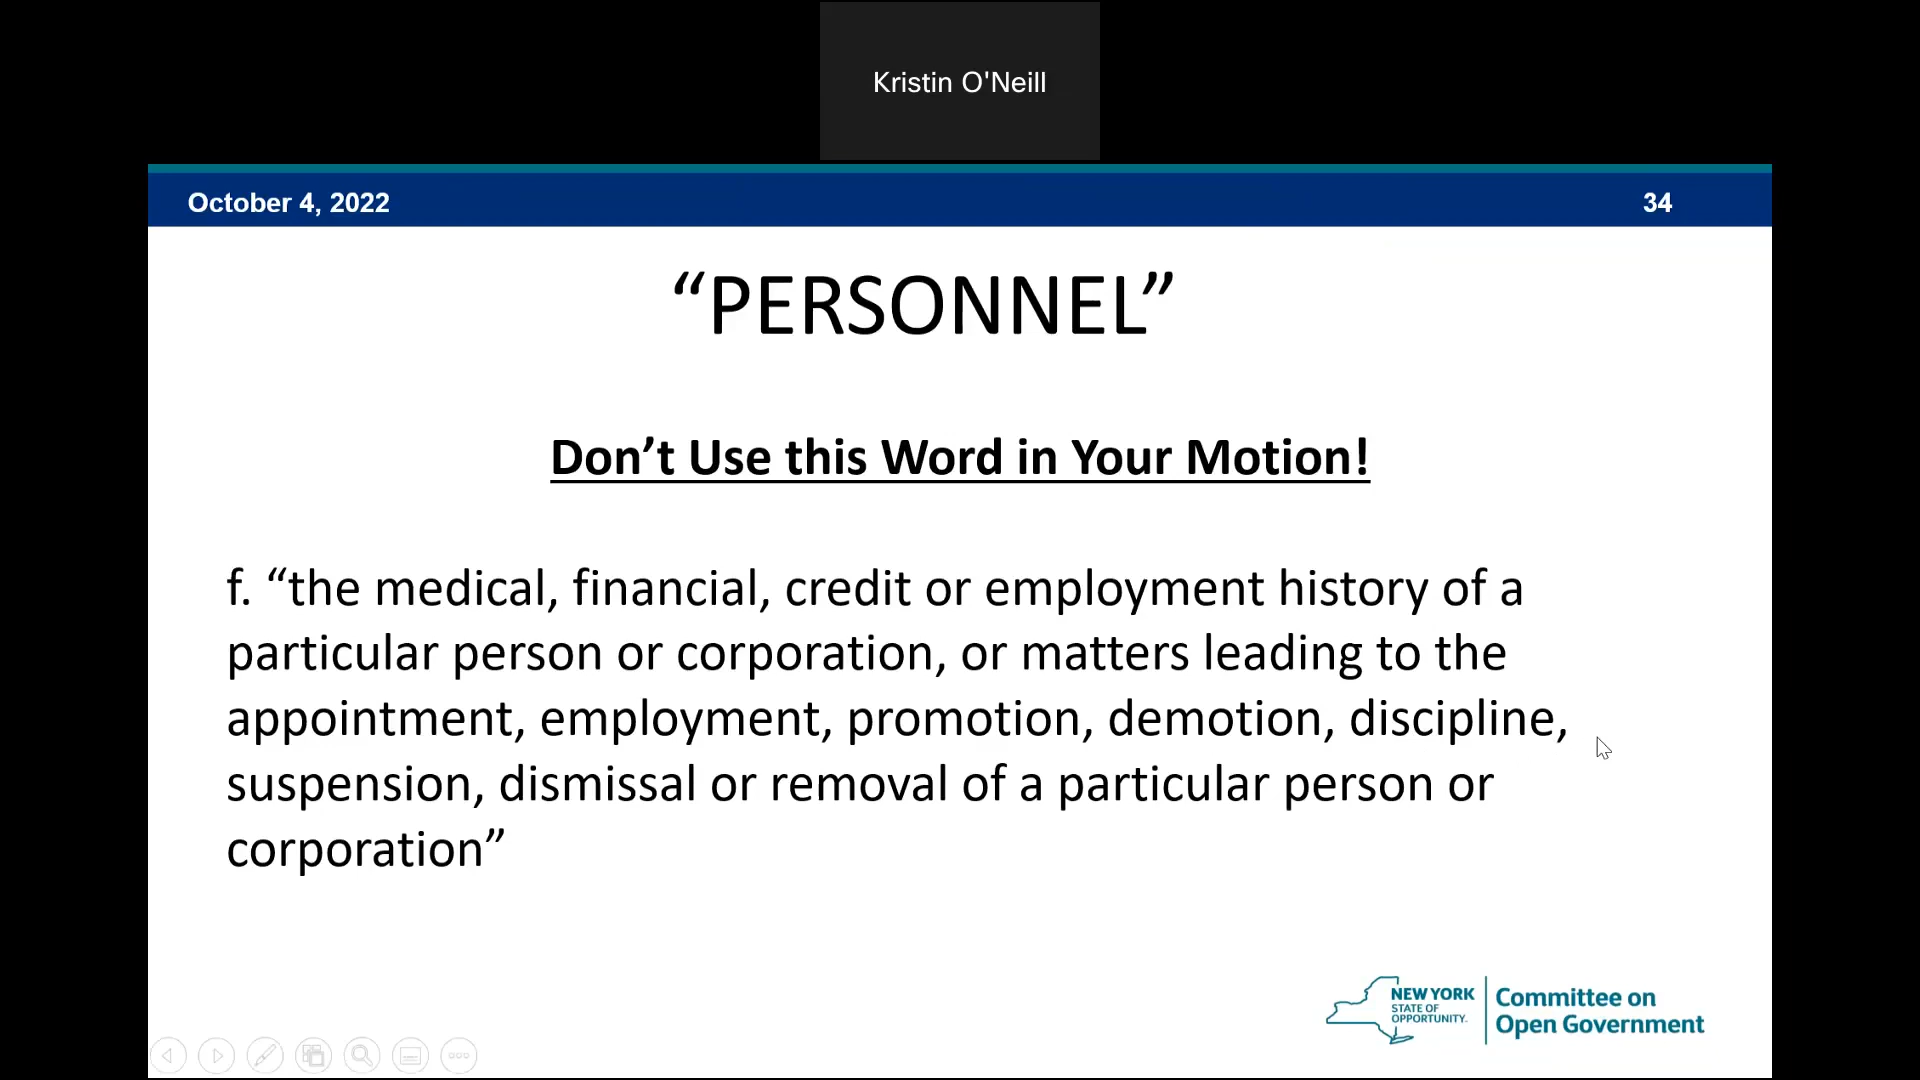 Kristin O'Neill
October 4, 2022
34
“PERSONNEL”
Don’t Use this Word in Your Motion!
f. “the medical, financial, credit or employment history of a
particular person or corporation, or matters leading to the
appointment, employment, promotion, demotion, discipline,
suspension, dismissal or removal of a particular person or
corporation”
NEW YORK
STATE OF
OPPORTUNITY.
Committee on
Open Government